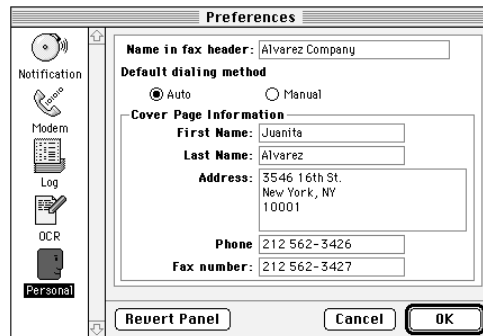 Preferences
Notification
Modem
Log
OCR
Personal
Name in fax header: Alvarez Company
Default dialing method
Auto Manual
Cover Page Information
First Name: Juanita
Last Name: Alvarez
Address: 3546 16th St.
New York, NY
10001
Phone 212 562-3426
Fax number: 212 562-3427
Revert Panel Cancel OK